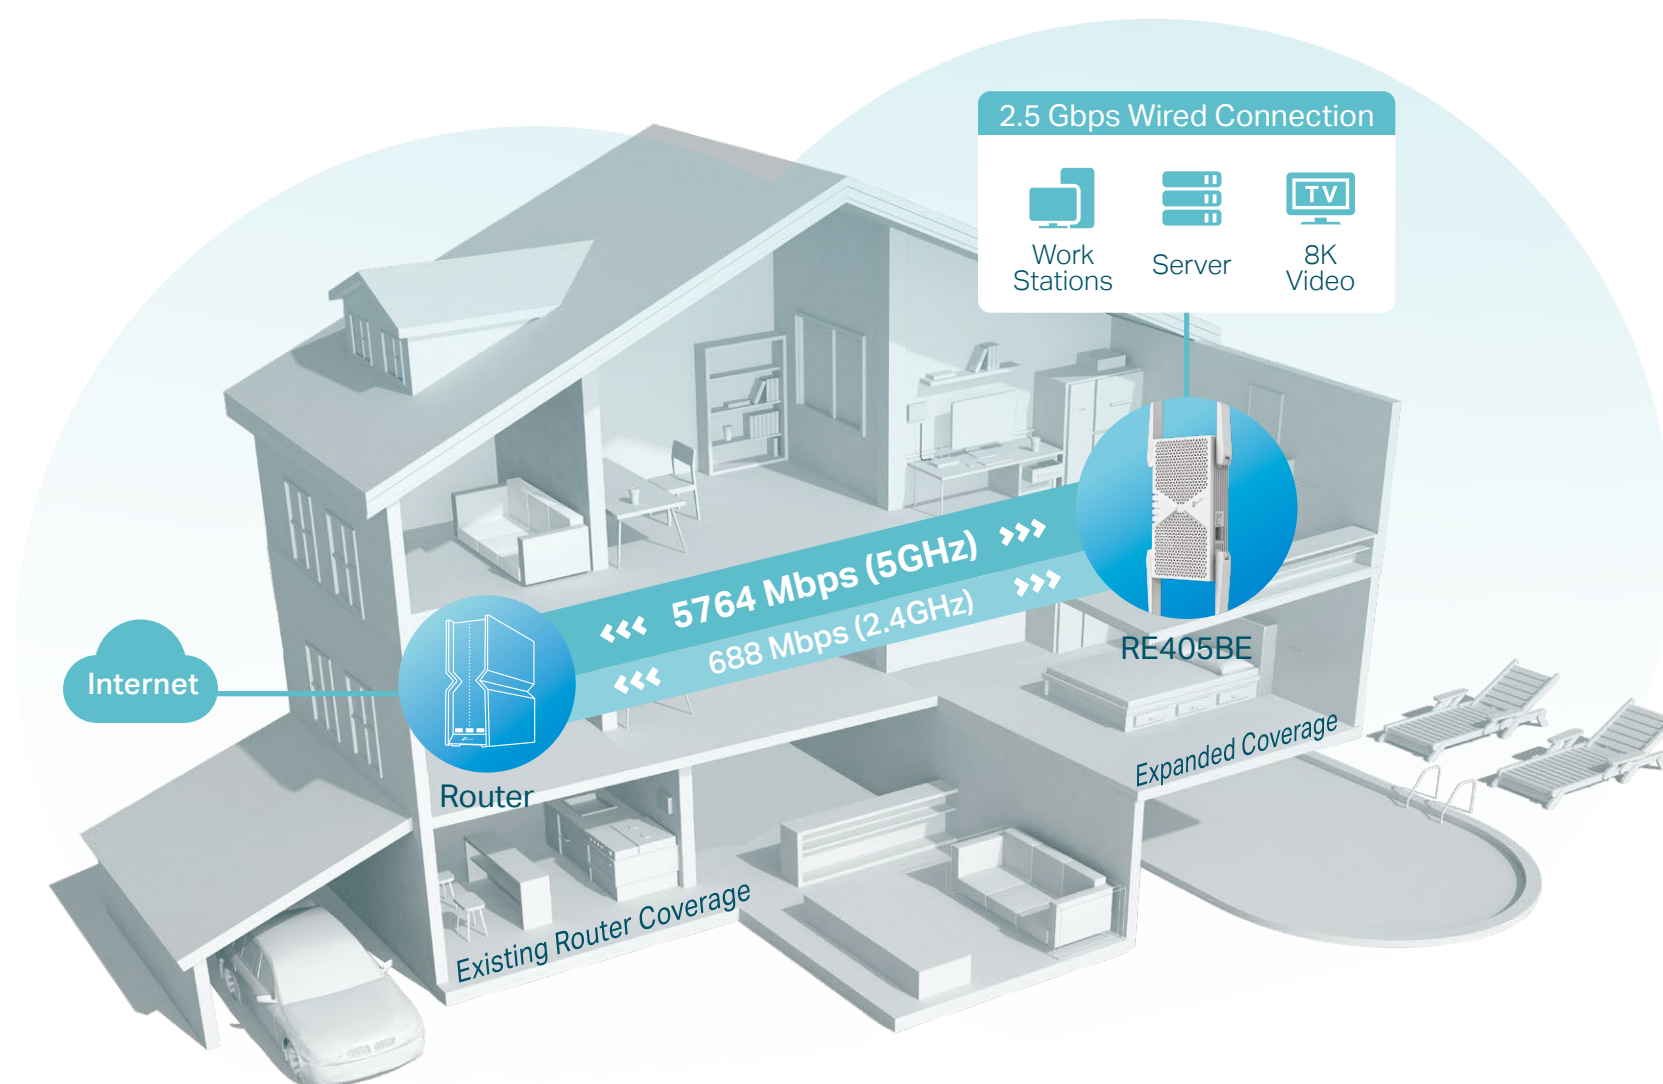 2.5 Gbps Wired Connection
TV
Work
Stations
Server
8K
Video
5764 Mbps (5GHz)
688 Mbps (2.4GHz)
RE405BE
Internet
Router
Expanded Coverage
Existing Router Coverage